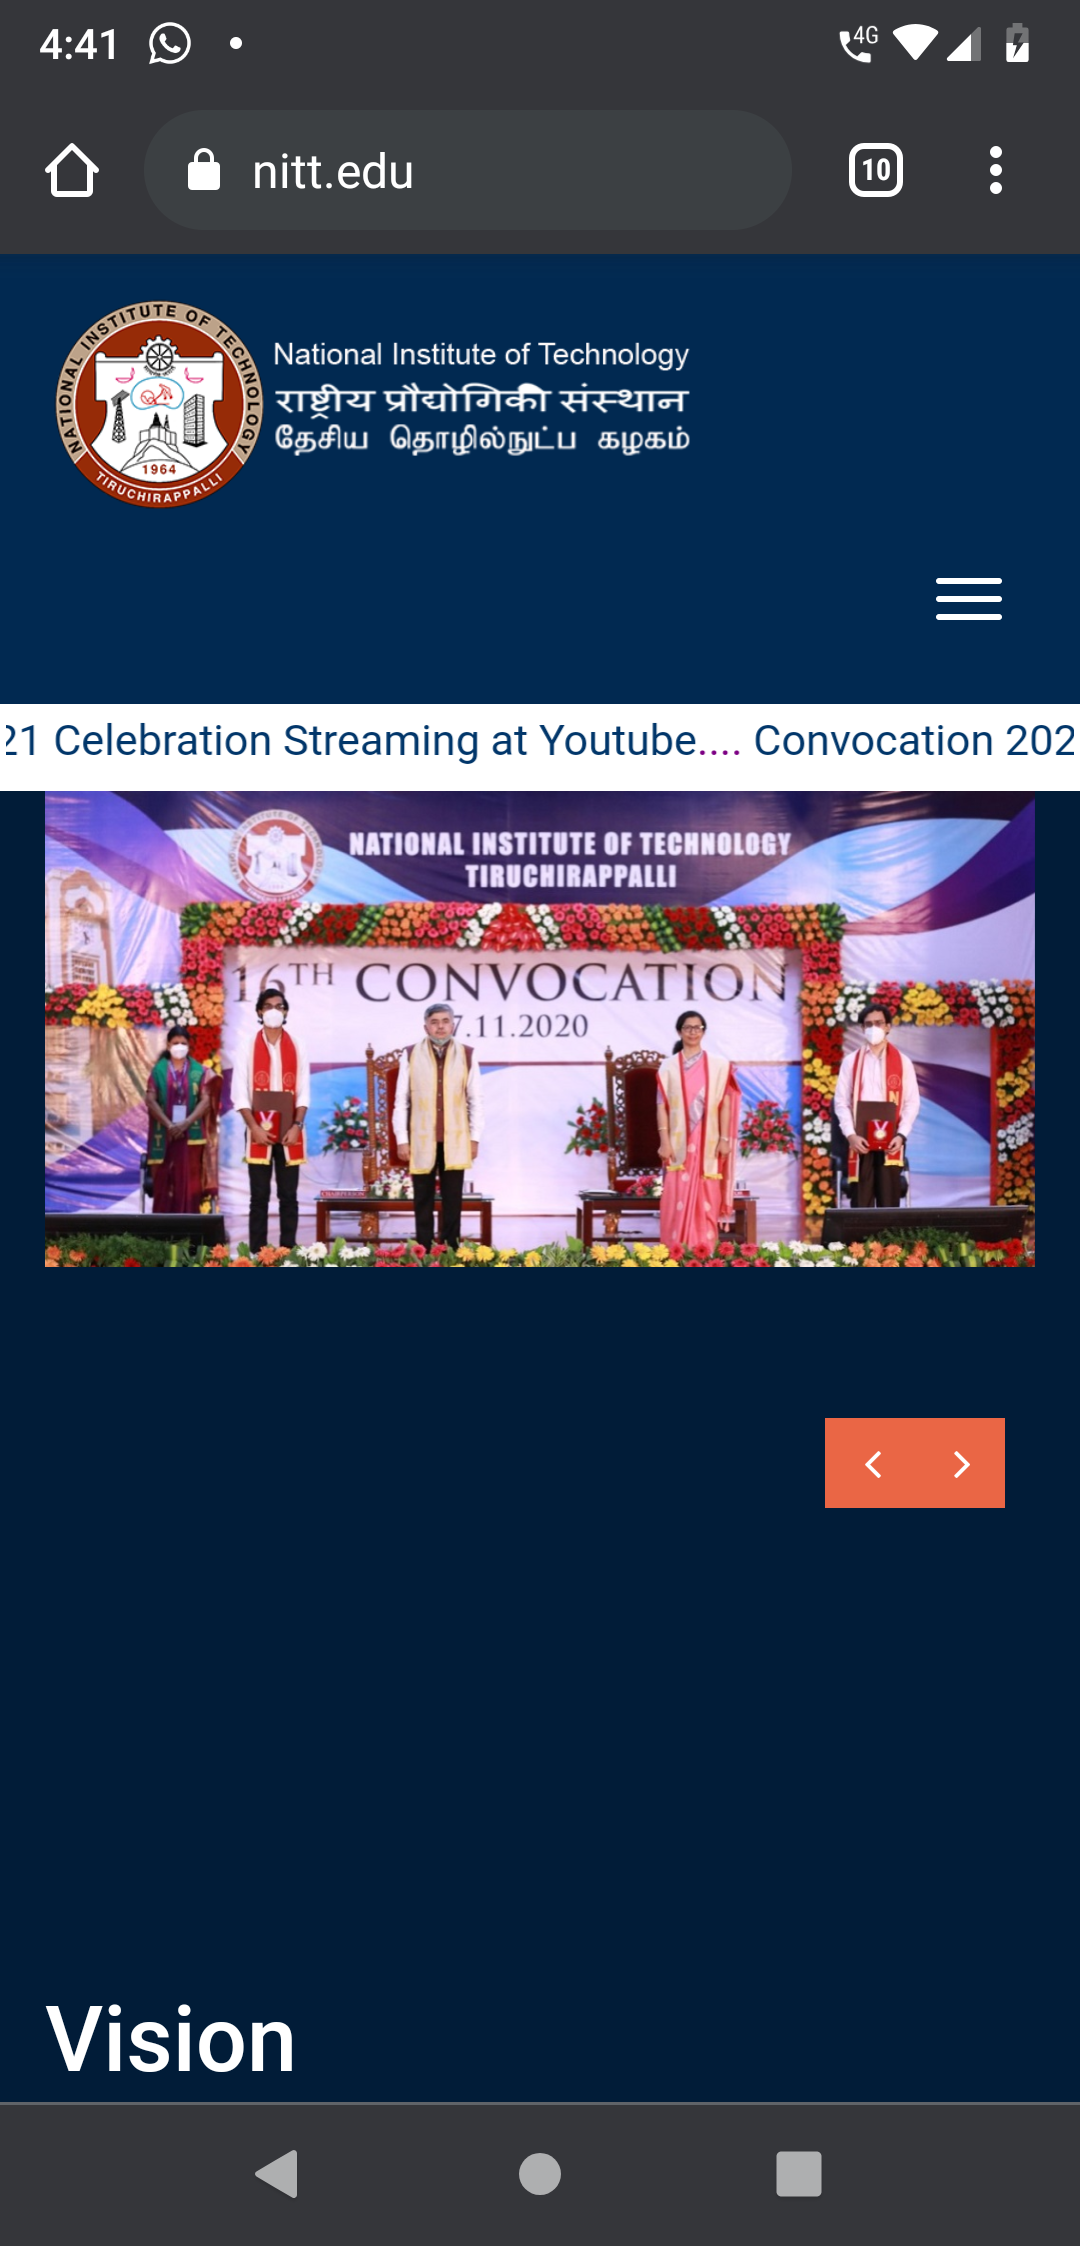 4:41
4G
nitt.edu
10
NATIONAL INSTITUTE OF TECHNOLOGY
1964
TIRUCHIRAPPALLI
National Institute of Technology
राष्ट्रीय प्रौद्योगिकी संस्थान
தேசிய தொழில்நுட்ப கழகம்
21 Celebration Streaming at Youtube.... Convocation 202
NATIONAL INSTITUTE OF TECHNOLOGY
TIRUCHIRAPPALLI
16TH CONVOCATION
7.11.2020
Vision